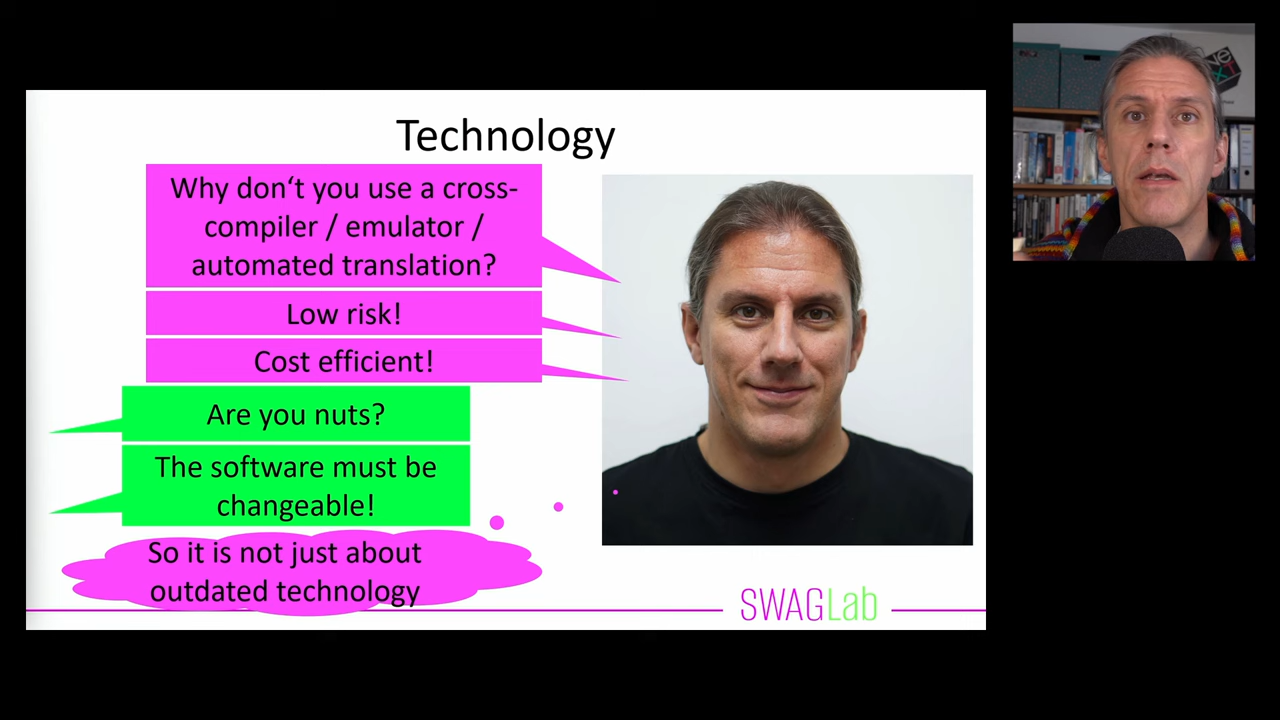 Technology
Why don‘t you use a cross-
compiler / emulator /
automated translation?
Low risk!
Cost efficient!
Are you nuts?
The software must be
changeable!
So it is not just about
outdated technology
SWAGLab
NeXT